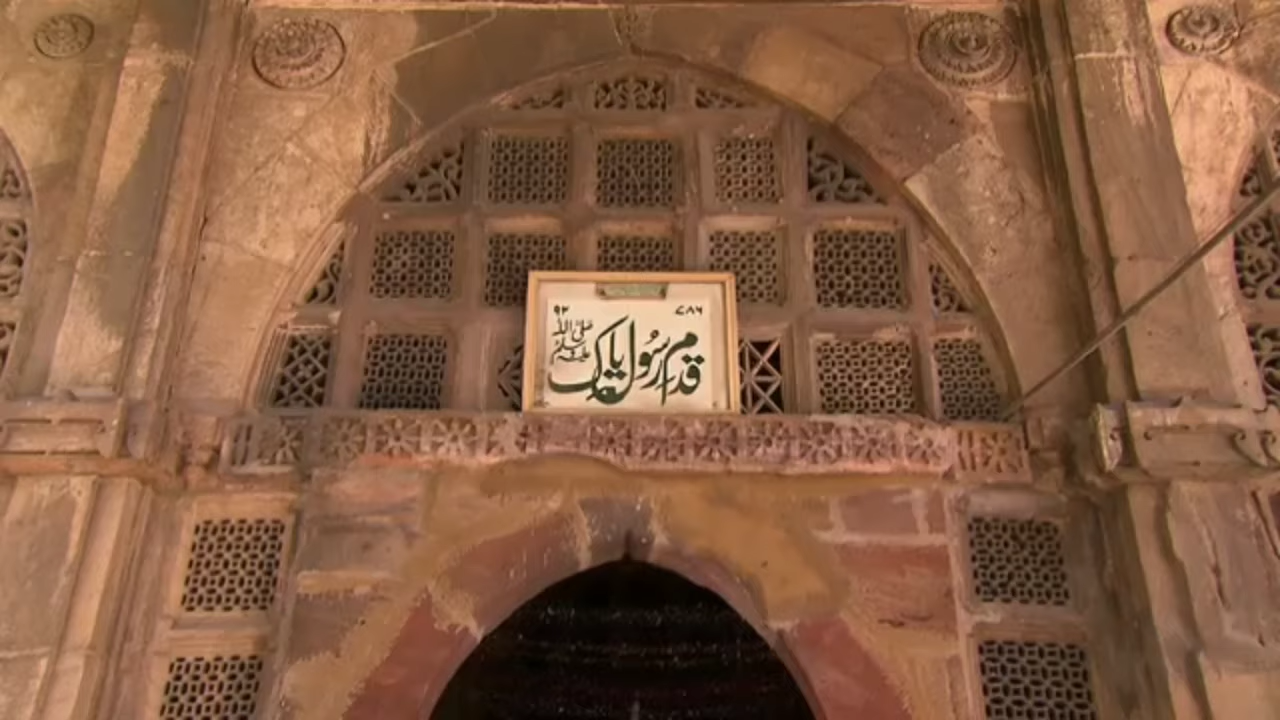 ۷۸۶ ۹۲
قدم رسول پاک صلی اللہ علیہ وسلم